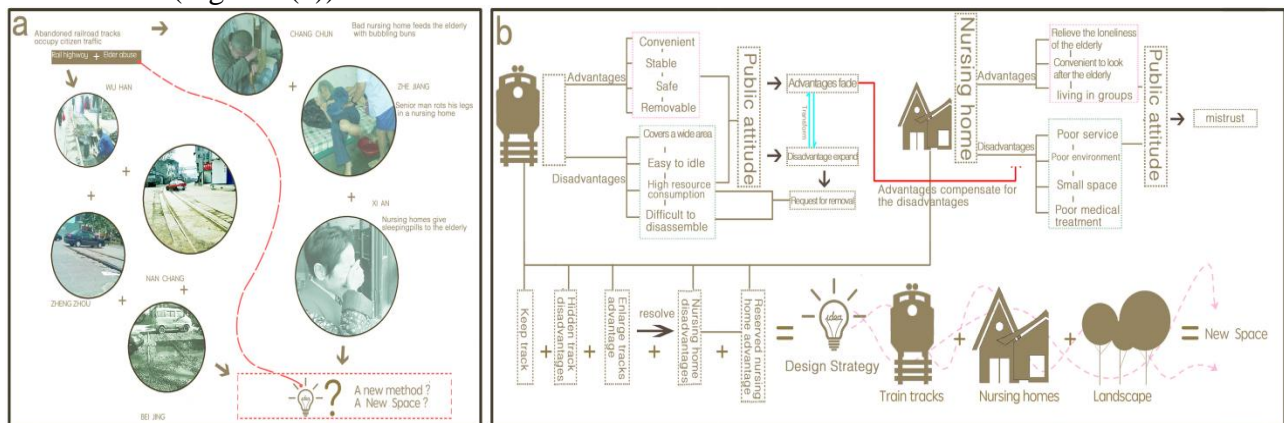 a
Abandoned railroad tracks
occupy citizen traffic
Rail highway + Elder abuse
WU HAN
ZHENG ZHOU
NAN CHANG
BEI JING
CHANG CHUN
Bad nursing home feeds the elderly
with bubbling buns
ZHE JIANG
Senior man rots his legs
in a nursing home
XI AN
Nursing homes give
sleepingpills to the elderly
idea
?
A new method ?
A New Space ?
b
Advantages
Convenient
Stable
Safe
Removable
Disadvantages
Covers a wide area
Easy to idle
High resource
consumption
Difficult to
disassemble
Public attitude
Advantages fade
Transform
Disadvantage expand
Request for removal
Advantages compensate for
the disadvantages
Nursing home
Advantages
Relieve the loneliness
of the elderly
Convenient to look
after the elderly
living in groups
Disadvantages
Poor service
Poor environment
Small space
Poor medical
treatment
Public attitude
mistrust
Keep track
+
Hidden track
disadvantages
+
Enlarge tracks
advantage
resolve
+
Nursing home
disadvantages
+
Reserved nursing
home advantage
=
idea
Design Strategy
Train tracks
+
Nursing homes
+
Landscape
=
New Space